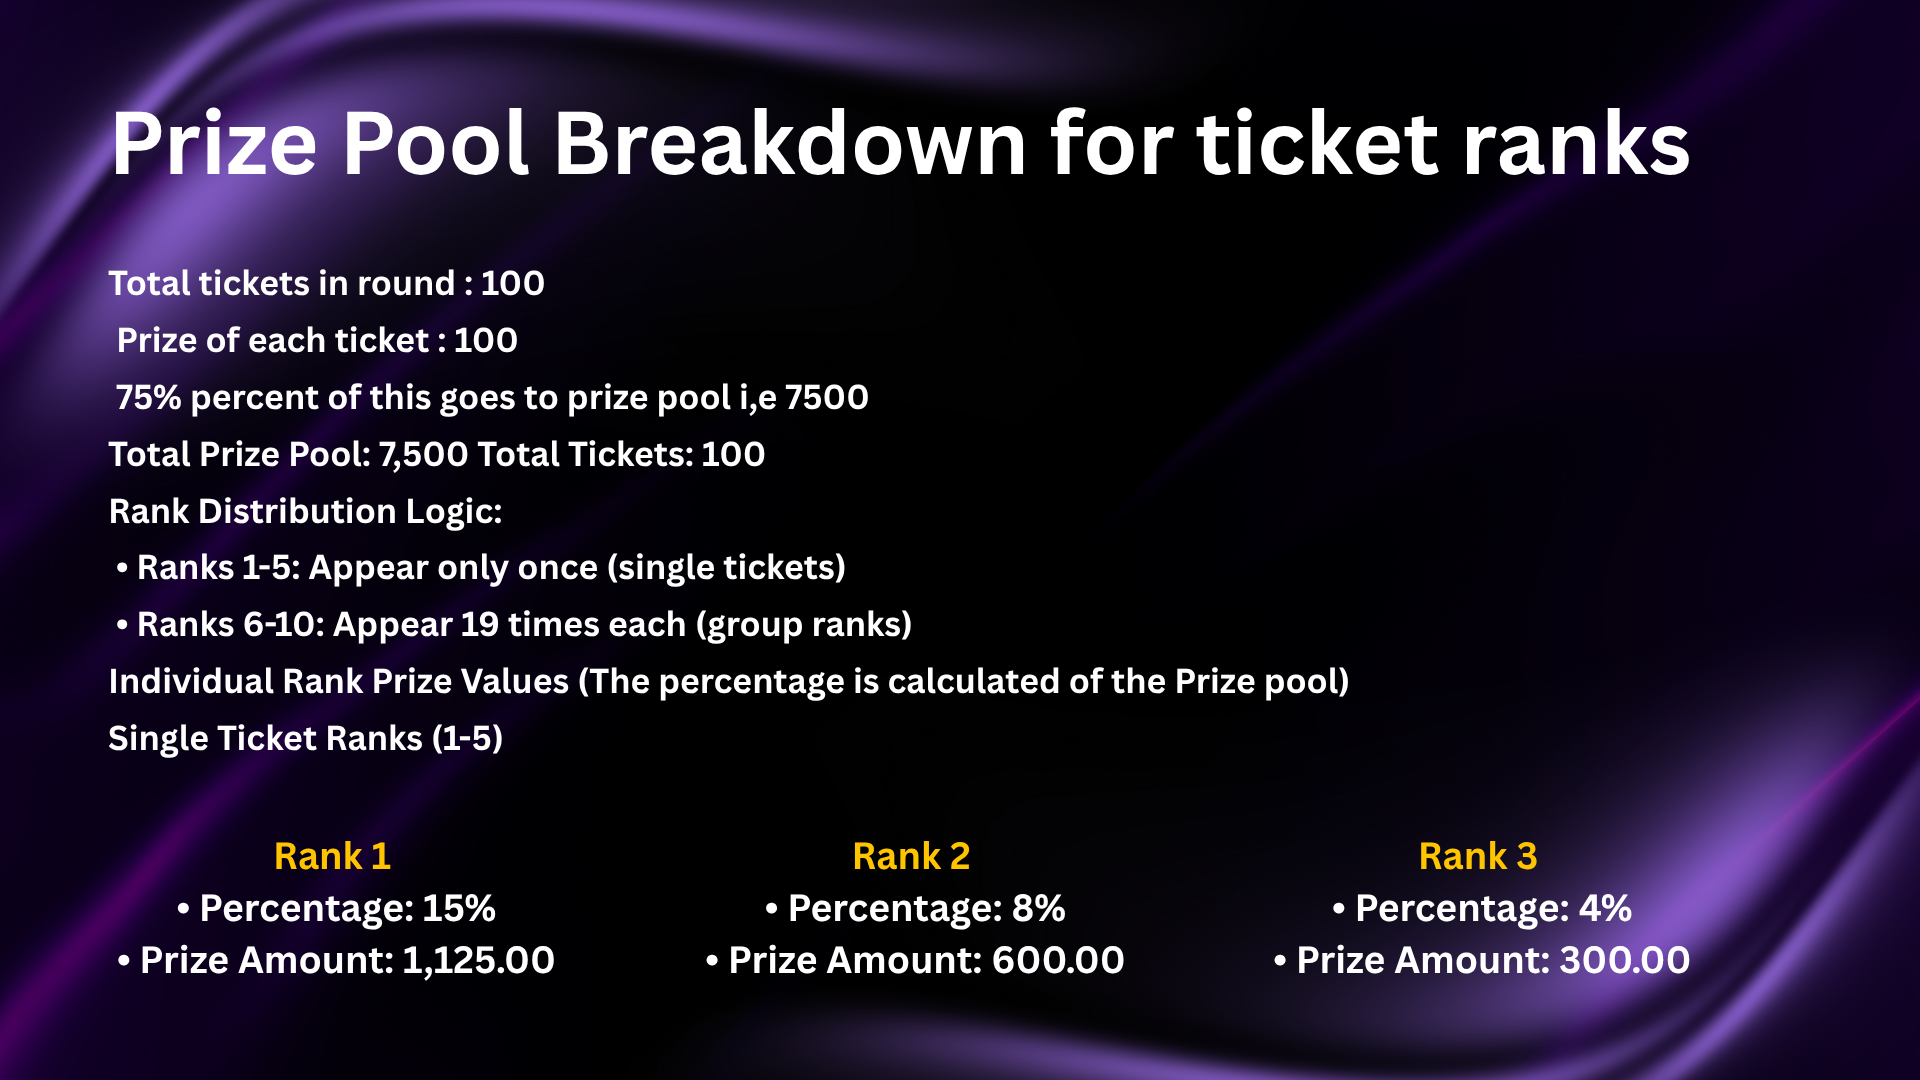 Prize Pool Breakdown for ticket ranks
Total tickets in round : 100
Prize of each ticket : 100
75% percent of this goes to prize pool i,e 7500
Total Prize Pool: 7,500 Total Tickets: 100
Rank Distribution Logic:
• Ranks 1-5: Appear only once (single tickets)
• Ranks 6-10: Appear 19 times each (group ranks)
Individual Rank Prize Values (The percentage is calculated of the Prize pool)
Single Ticket Ranks (1-5)
Rank 1
• Percentage: 15%
• Prize Amount: 1,125.00
Rank 2
• Percentage: 8%
• Prize Amount: 600.00
Rank 3
• Percentage: 4%
• Prize Amount: 300.00